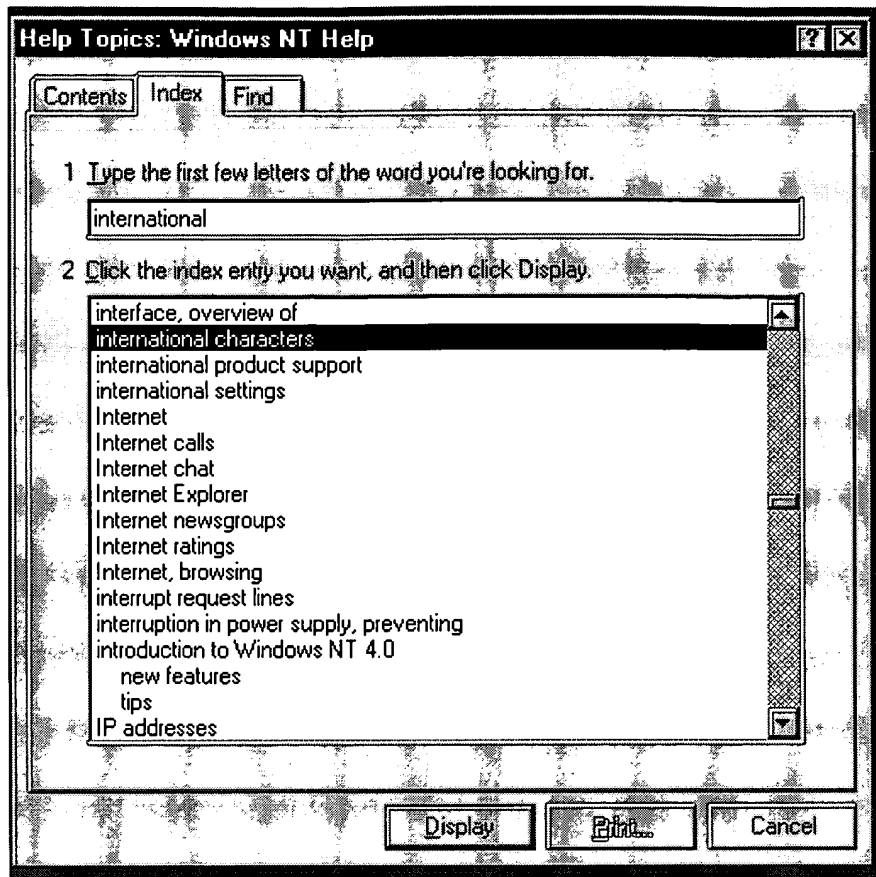 Help Topics: Windows NT Help
Contents Index Find
1 Type the first few letters of the word you're looking for.
international
2 Click the index entry you want, and then click Display.
interface, overview of
international characters
international product support
international settings
Internet
Internet calls
Internet chat
Internet Explorer
Internet newsgroups
Internet ratings
Internet, browsing
interrupt request lines
interruption in power supply, preventing
introduction to Windows NT 4.0
new features
tips
IP addresses
Display Print... Cancel